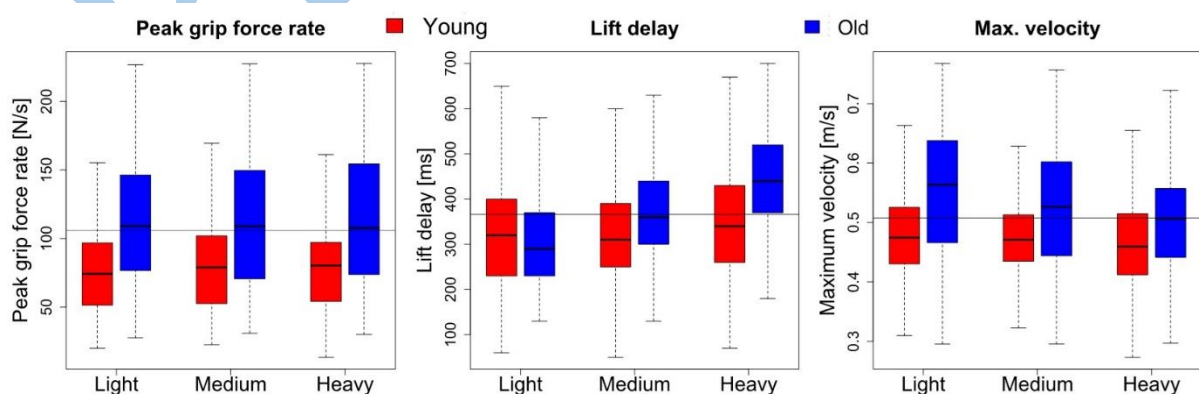 Peak grip force rate
Young
Lift delay
Old
Max. velocity
Peak grip force rate [N/s]
50
100
150
200
Light
Medium
Heavy
Lift delay [ms]
100
200
300
400
500
600
700
Light
Medium
Heavy
Maximum velocity [m/s]
0.3
0.4
0.5
0.6
0.7
Light
Medium
Heavy